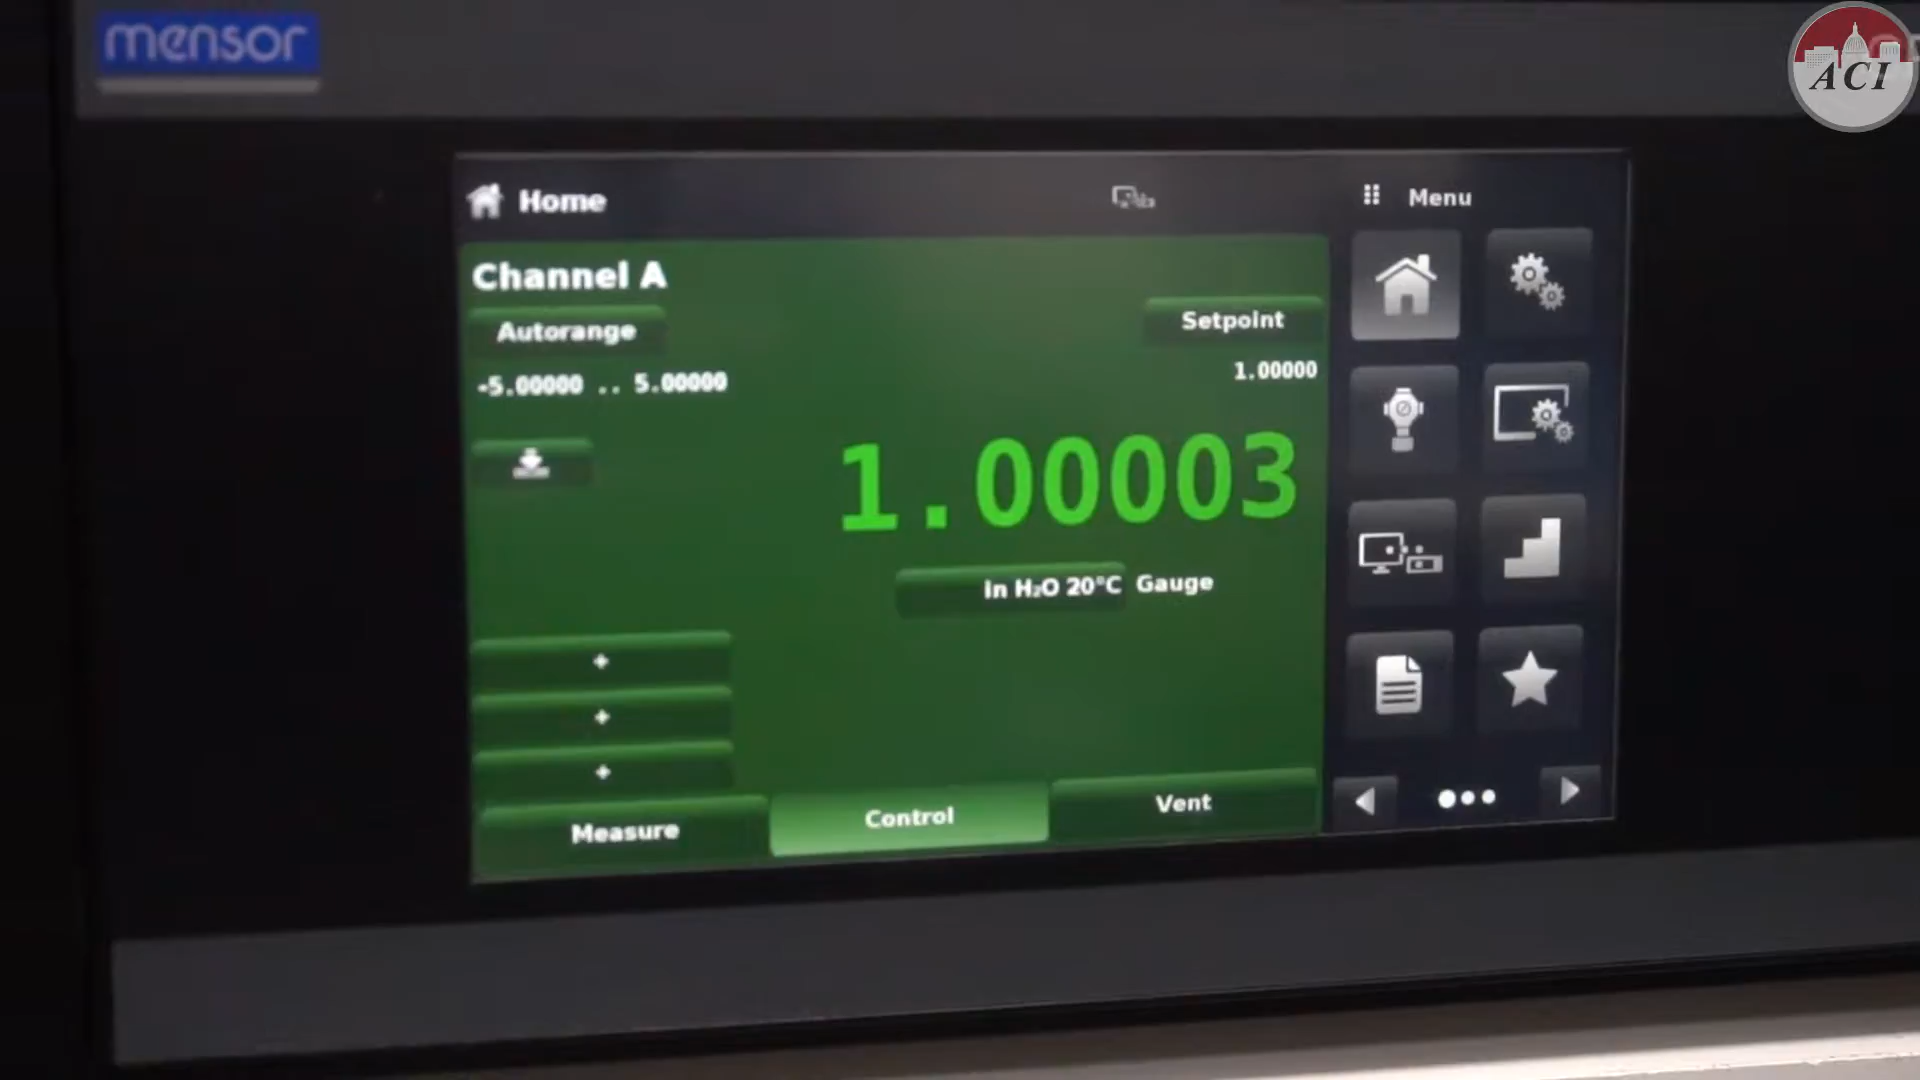 mensor
ACI
Home
Menu
Channel A
Autorange
Setpoint
-5.00000 .. 5.00000
1.00000
1.00003
in H₂O 20°C Gauge
+
+
+
Measure
Control
Vent